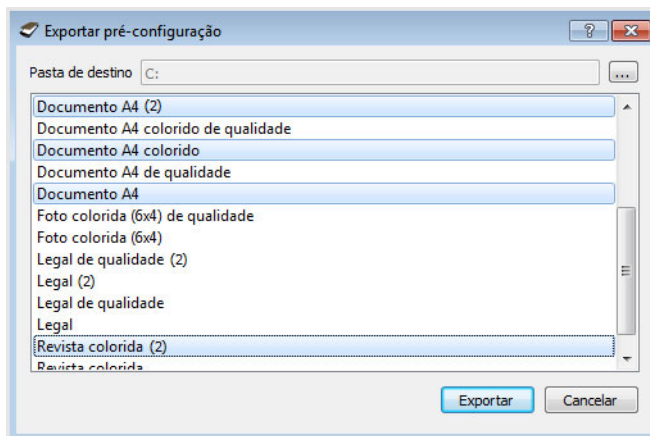 Exportar pré-configuração
Pasta de destino C:
...
Documento A4 (2)
Documento A4 colorido de qualidade
Documento A4 colorido
Documento A4 de qualidade
Documento A4
Foto colorida (6x4) de qualidade
Foto colorida (6x4)
Legal de qualidade (2)
Legal (2)
Legal de qualidade
Legal
Revista colorida (2)
Revista colorida
Exportar Cancelar